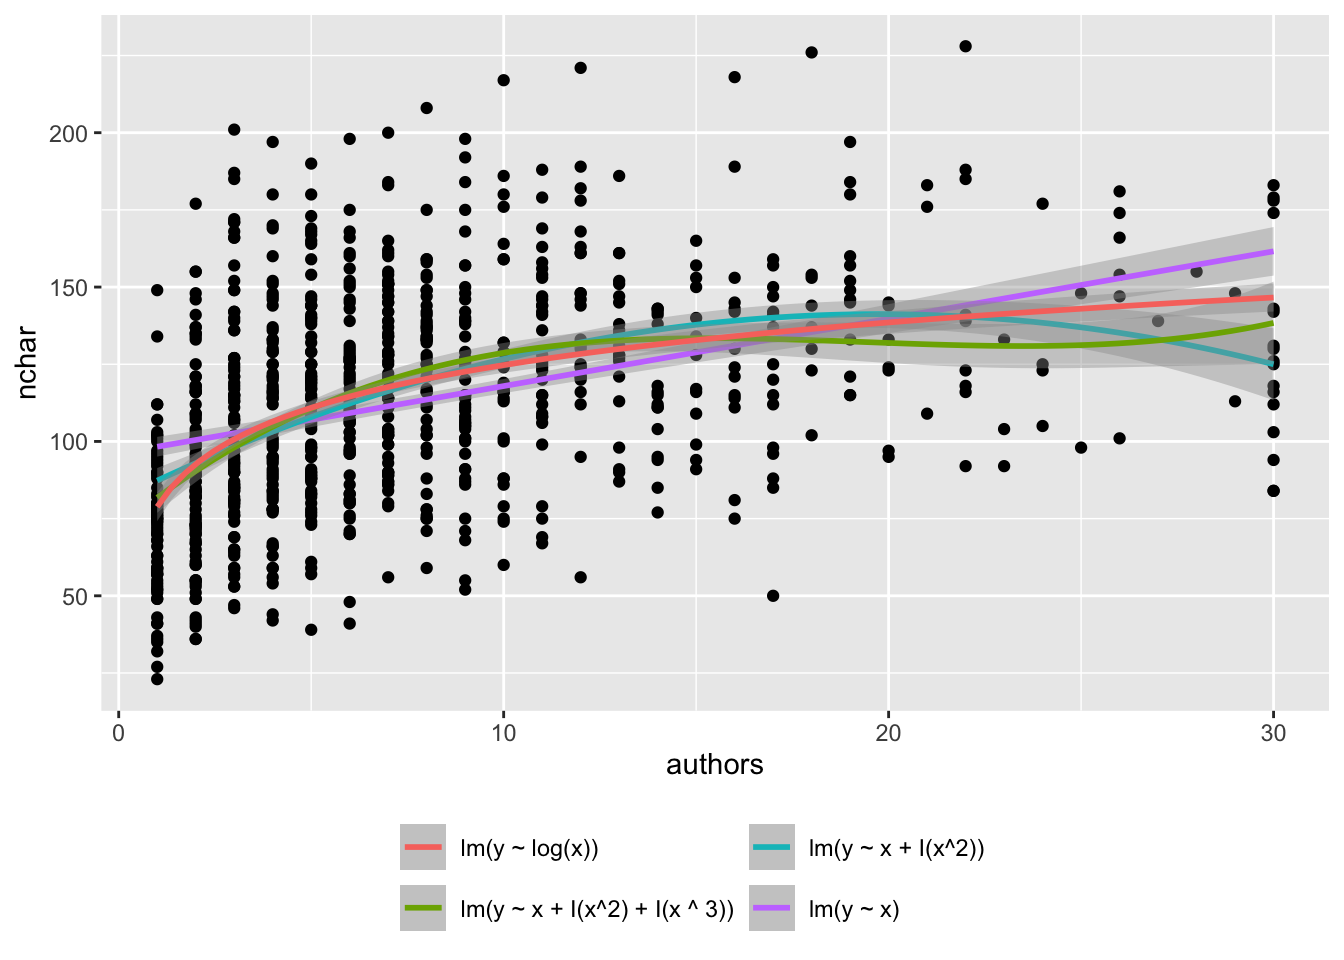 nchar
200
150
100
50
0
10
20
30
authors
lm(y ~ log(x))
lm(y ~ x + I(x^2))
lm(y ~ x + I(x^2) + I(x ^ 3))
lm(y ~ x)